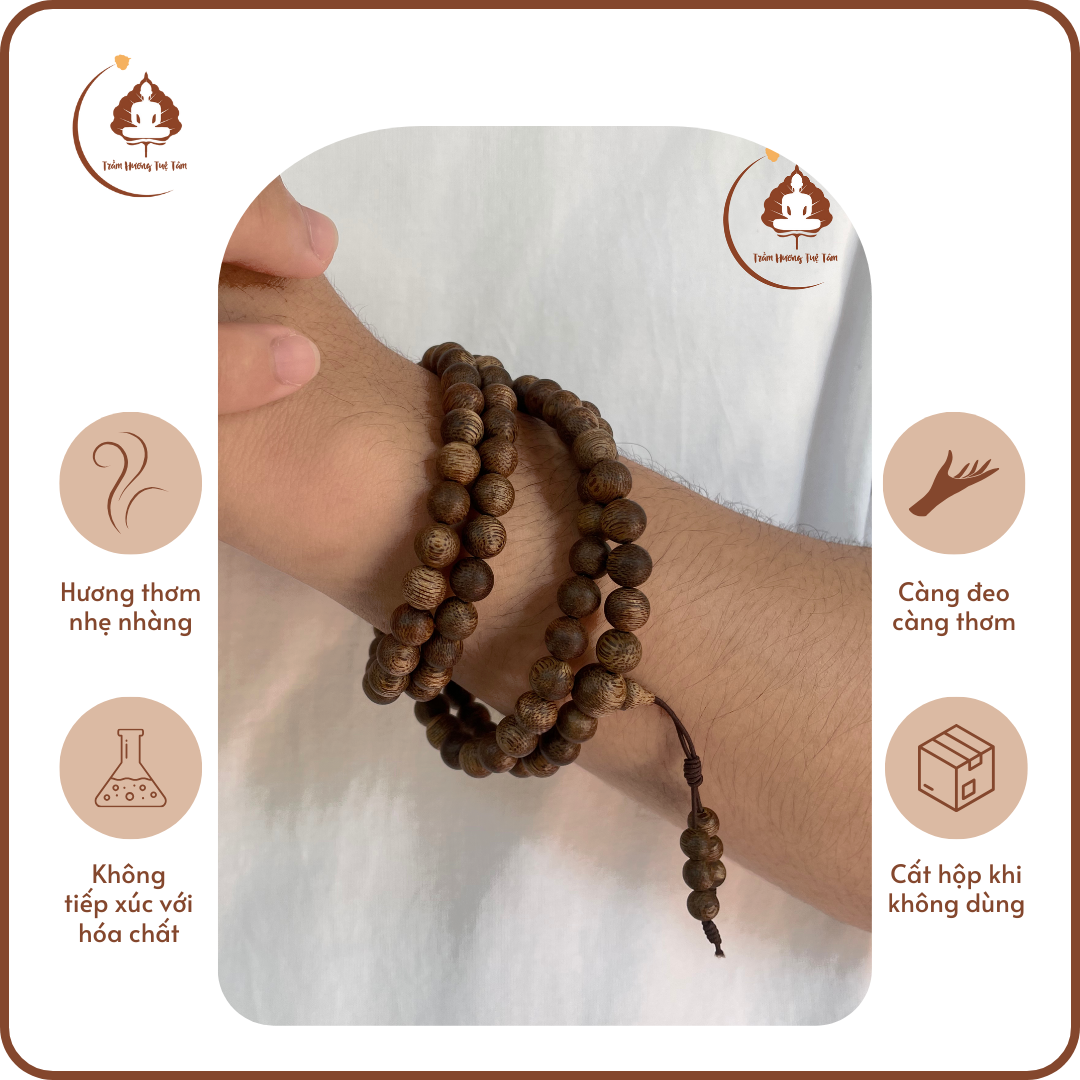 Trầm Hương Tuệ Tâm
Trầm Hương Tuệ Tâm
Hương thơm
nhẹ nhàng
Càng đeo
càng thơm
Không
tiếp xúc với
hóa chất
Cất hộp khi
không dùng